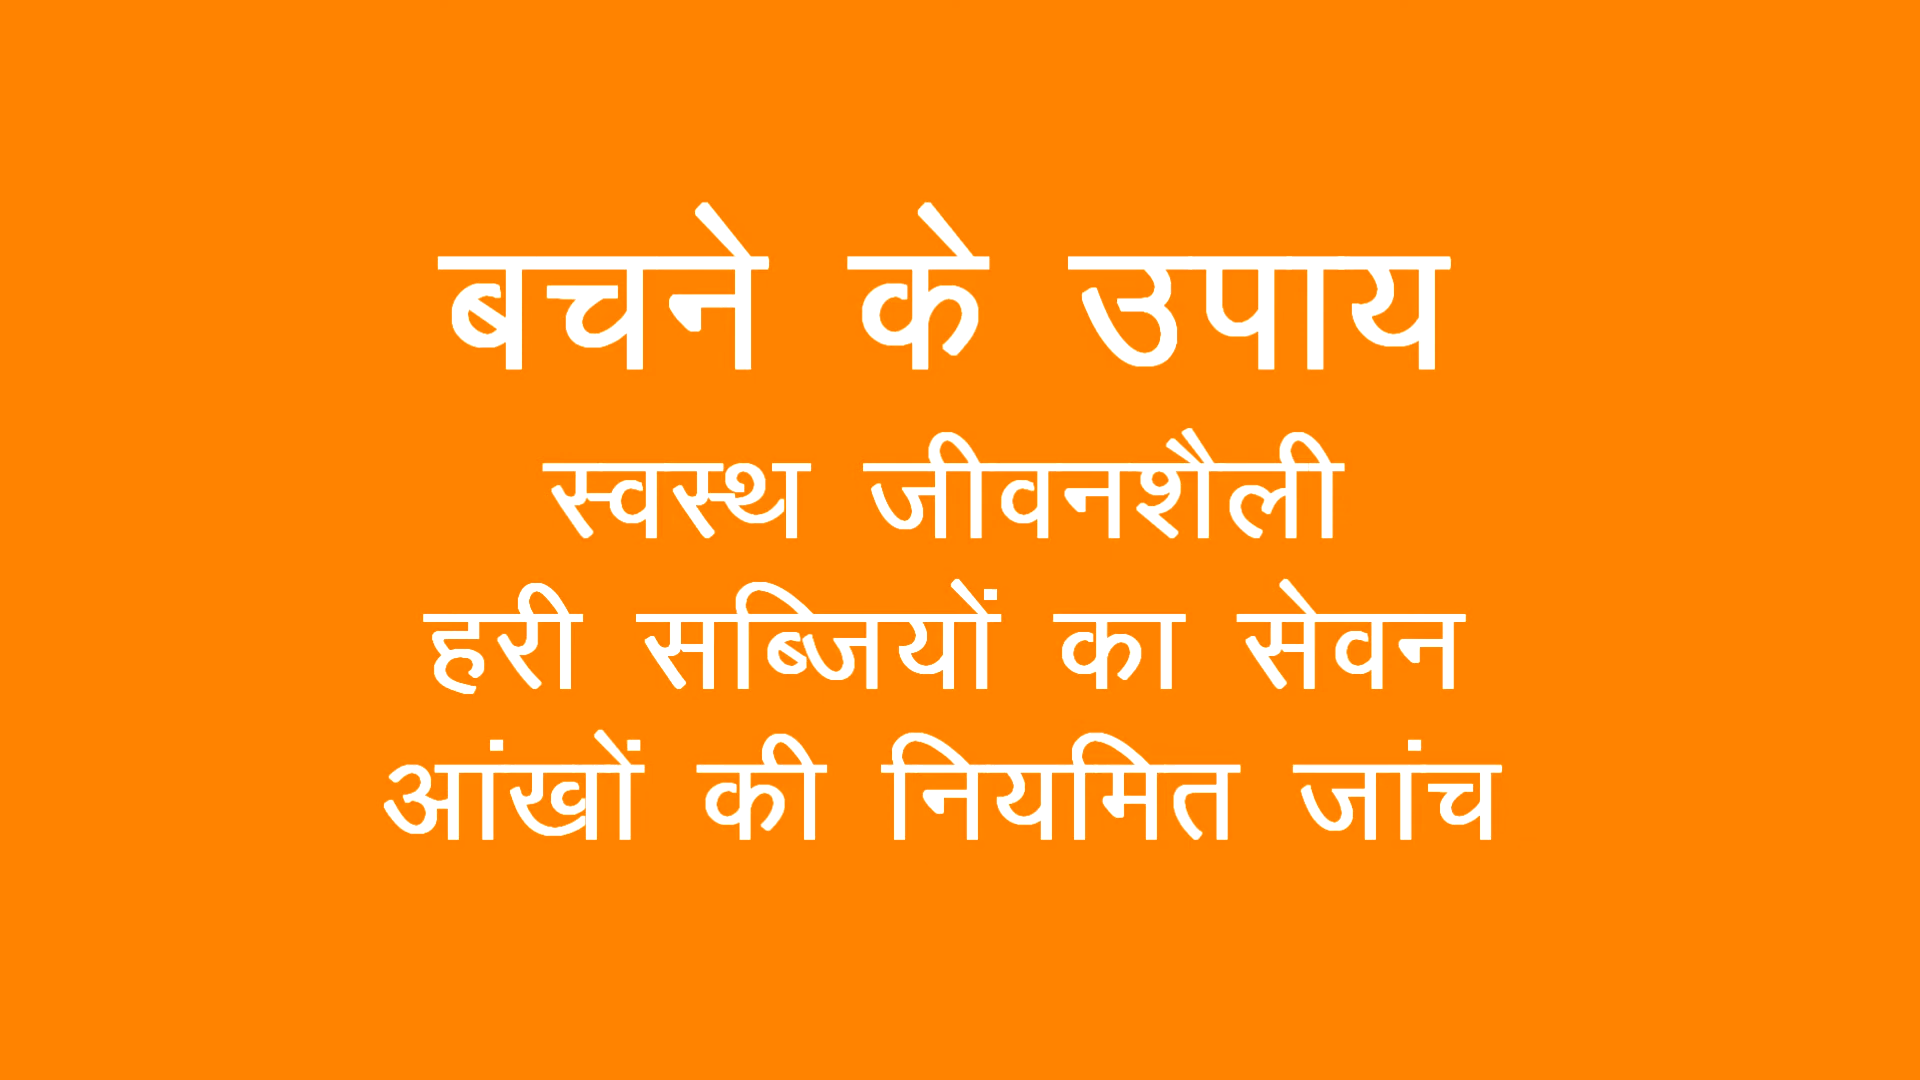 बचने के उपाय
स्वस्थ जीवनशैली
हरी सब्जियों का सेवन
आंखों की नियमित जांच